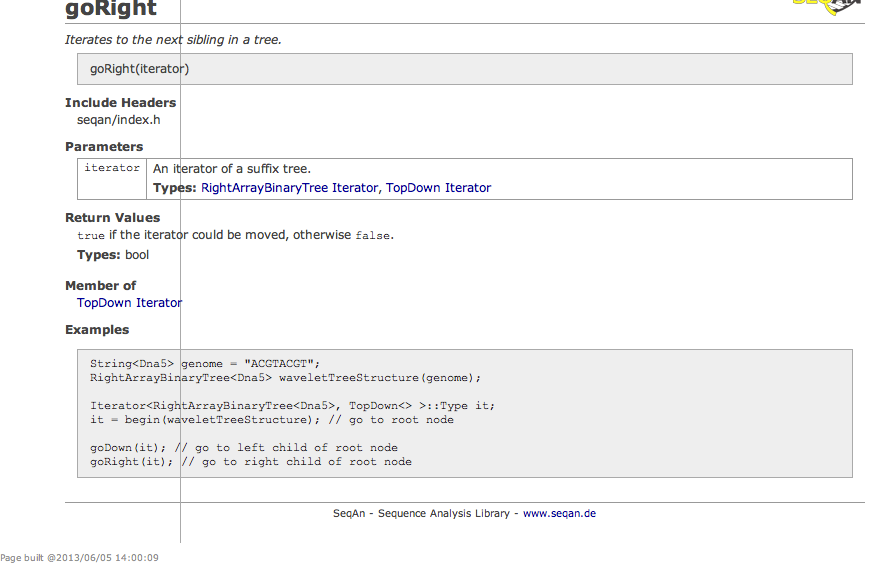 goRight
SEQAN
Iterates to the next sibling in a tree.
goRight(iterator)
Include Headers
seqan/index.h
Parameters
iterator An iterator of a suffix tree.
Types: RightArrayBinaryTree Iterator, TopDown Iterator
Return Values
true if the iterator could be moved, otherwise false.
Types: bool
Member of
TopDown Iterator
Examples
String<Dna5> genome = "ACGTACGT";
RightArrayBinaryTree<Dna5> waveletTreeStructure(genome);
Iterator<RightArrayBinaryTree<Dna5>, TopDown<> >::Type it;
it = begin(waveletTreeStructure); // go to root node
goDown(it); // go to left child of root node
goRight(it); // go to right child of root node
SeqAn - Sequence Analysis Library - www.seqan.de
Page built @2013/06/05 14:00:09